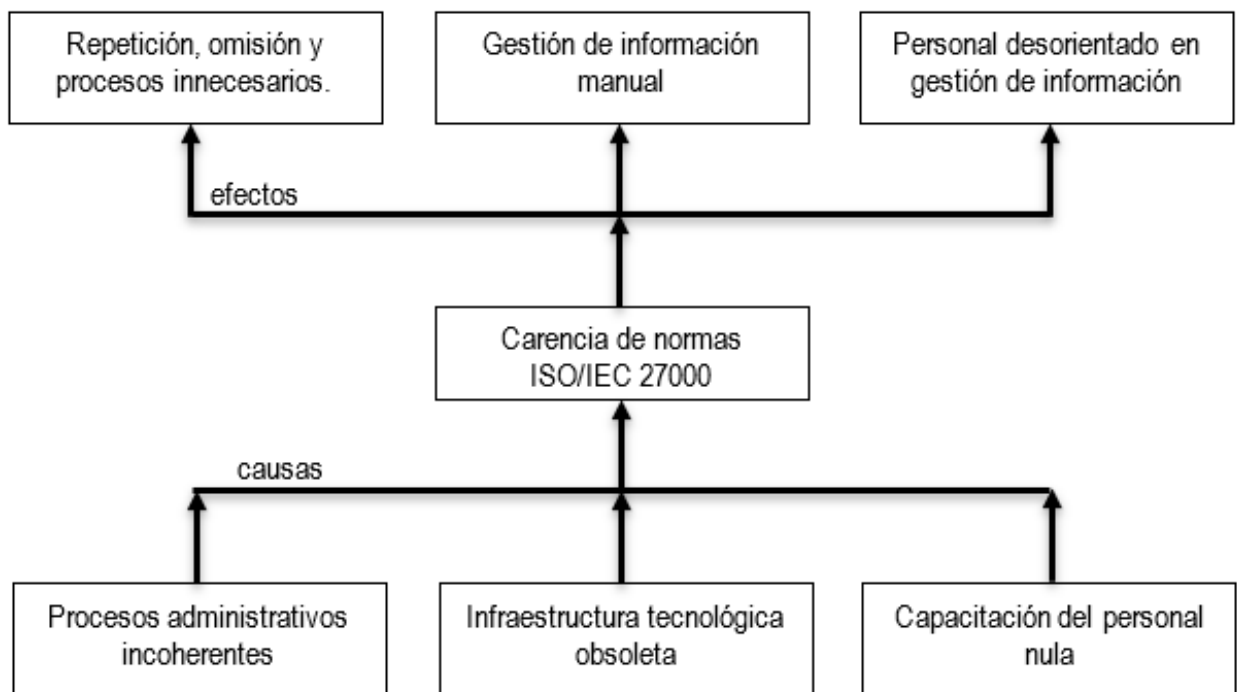 Repetición, omisión y
procesos innecesarios.
Gestión de información
manual
Personal desorientado en
gestión de información
efectos
Carencia de normas
ISO/IEC 27000
causas
Procesos administrativos
incoherentes
Infraestructura tecnológica
obsoleta
Capacitación del personal
nula